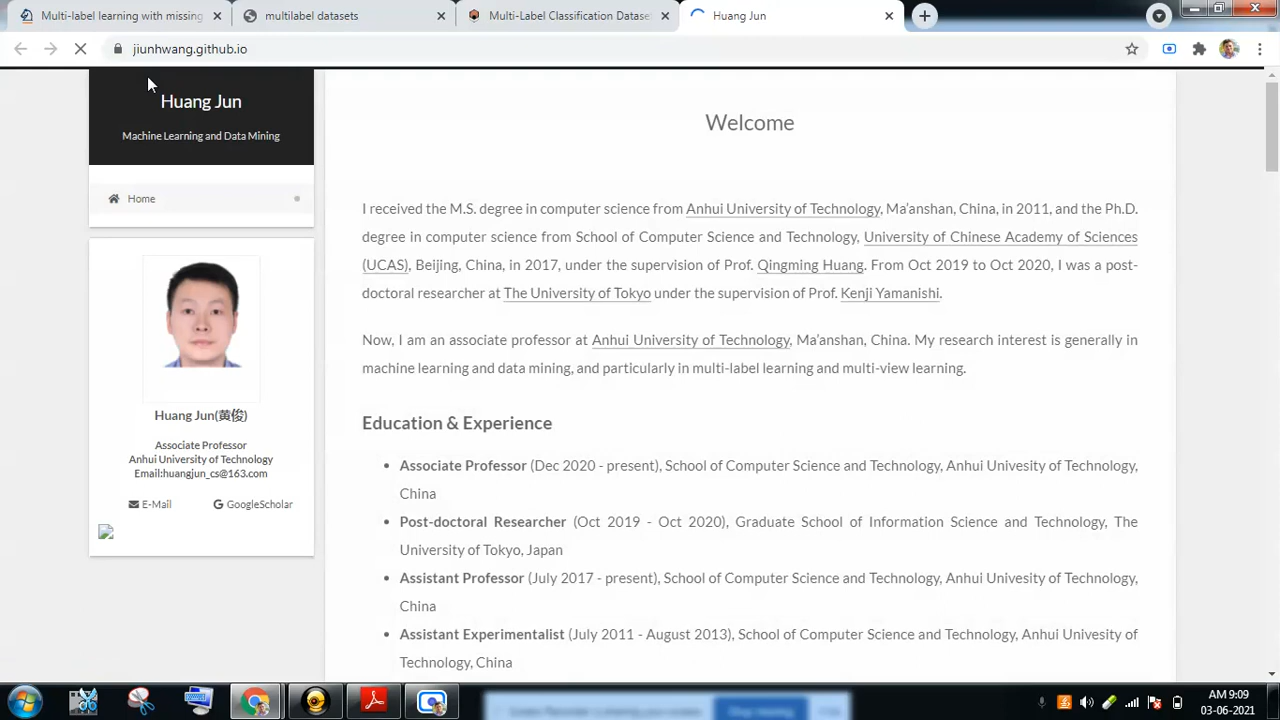 Multi-label learning with missing
multilabel datasets
Multi-Label Classification Datase
Huang Jun
jiunhwang.github.io
Huang Jun
Machine Learning and Data Mining
Home
Huang Jun(黄俊)
Associate Professor
Anhui University of Technology
Email:huangjun_cs@163.com
E-Mail
GoogleScholar
Welcome
I received the M.S. degree in computer science from Anhui University of Technology, Ma'anshan, China, in 2011, and the Ph.D.
degree in computer science from School of Computer Science and Technology, University of Chinese Academy of Sciences
(UCAS), Beijing, China, in 2017, under the supervision of Prof. Qingming Huang. From Oct 2019 to Oct 2020, I was a post-
doctoral researcher at The University of Tokyo under the supervision of Prof. Kenji Yamanishi.
Now, I am an associate professor at Anhui University of Technology, Ma'anshan, China. My research interest is generally in
machine learning and data mining, and particularly in multi-label learning and multi-view learning.
Education & Experience
Associate Professor (Dec 2020 - present), School of Computer Science and Technology, Anhui Univesity of Technology,
China
Post-doctoral Researcher (Oct 2019 - Oct 2020), Graduate School of Information Science and Technology, The
University of Tokyo, Japan
Assistant Professor (July 2017 - present), School of Computer Science and Technology, Anhui Univesity of Technology,
China
Assistant Experimentalist (July 2011 - August 2013), School of Computer Science and Technology, Anhui Univesity of
Technology, China
AM 9:09
03-06-2021